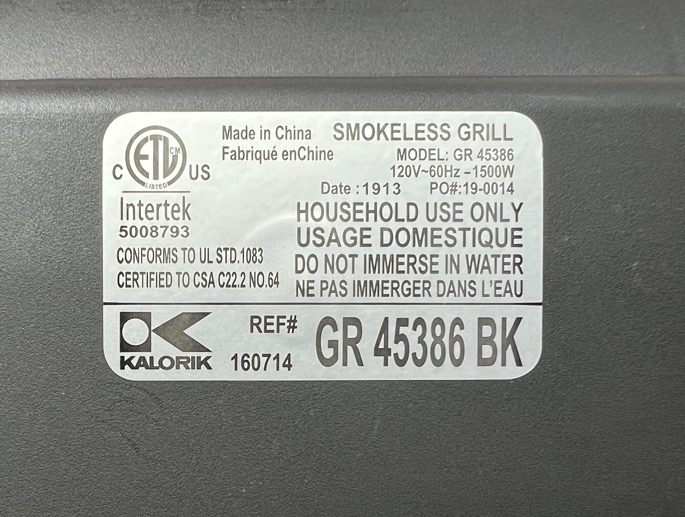 C ETL CM US
LISTED
Intertek
5008793
CONFORMS TO UL STD.1083
CERTIFIED TO CSA C22.2 NO.64
Made in China
Fabriqué enChine
SMOKELESS GRILL
MODEL: GR 45386
120V~60Hz –1500W
Date : 1913 PO#:19-0014
HOUSEHOLD USE ONLY
USAGE DOMESTIQUE
DO NOT IMMERSE IN WATER
NE PAS IMMERGER DANS L'EAU
KALORIK
REF#
160714
GR 45386 BK